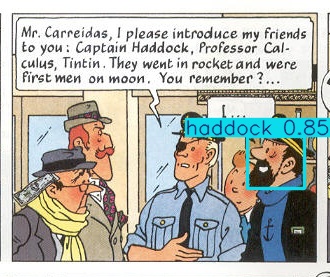 Mr. Carreidas, I please introduce my friends
to you: Captain Haddock, Professor Cal-
culus, Tintin. They went in rocket and were
first men on moon. You remember ?...
I...
haddock 0.85